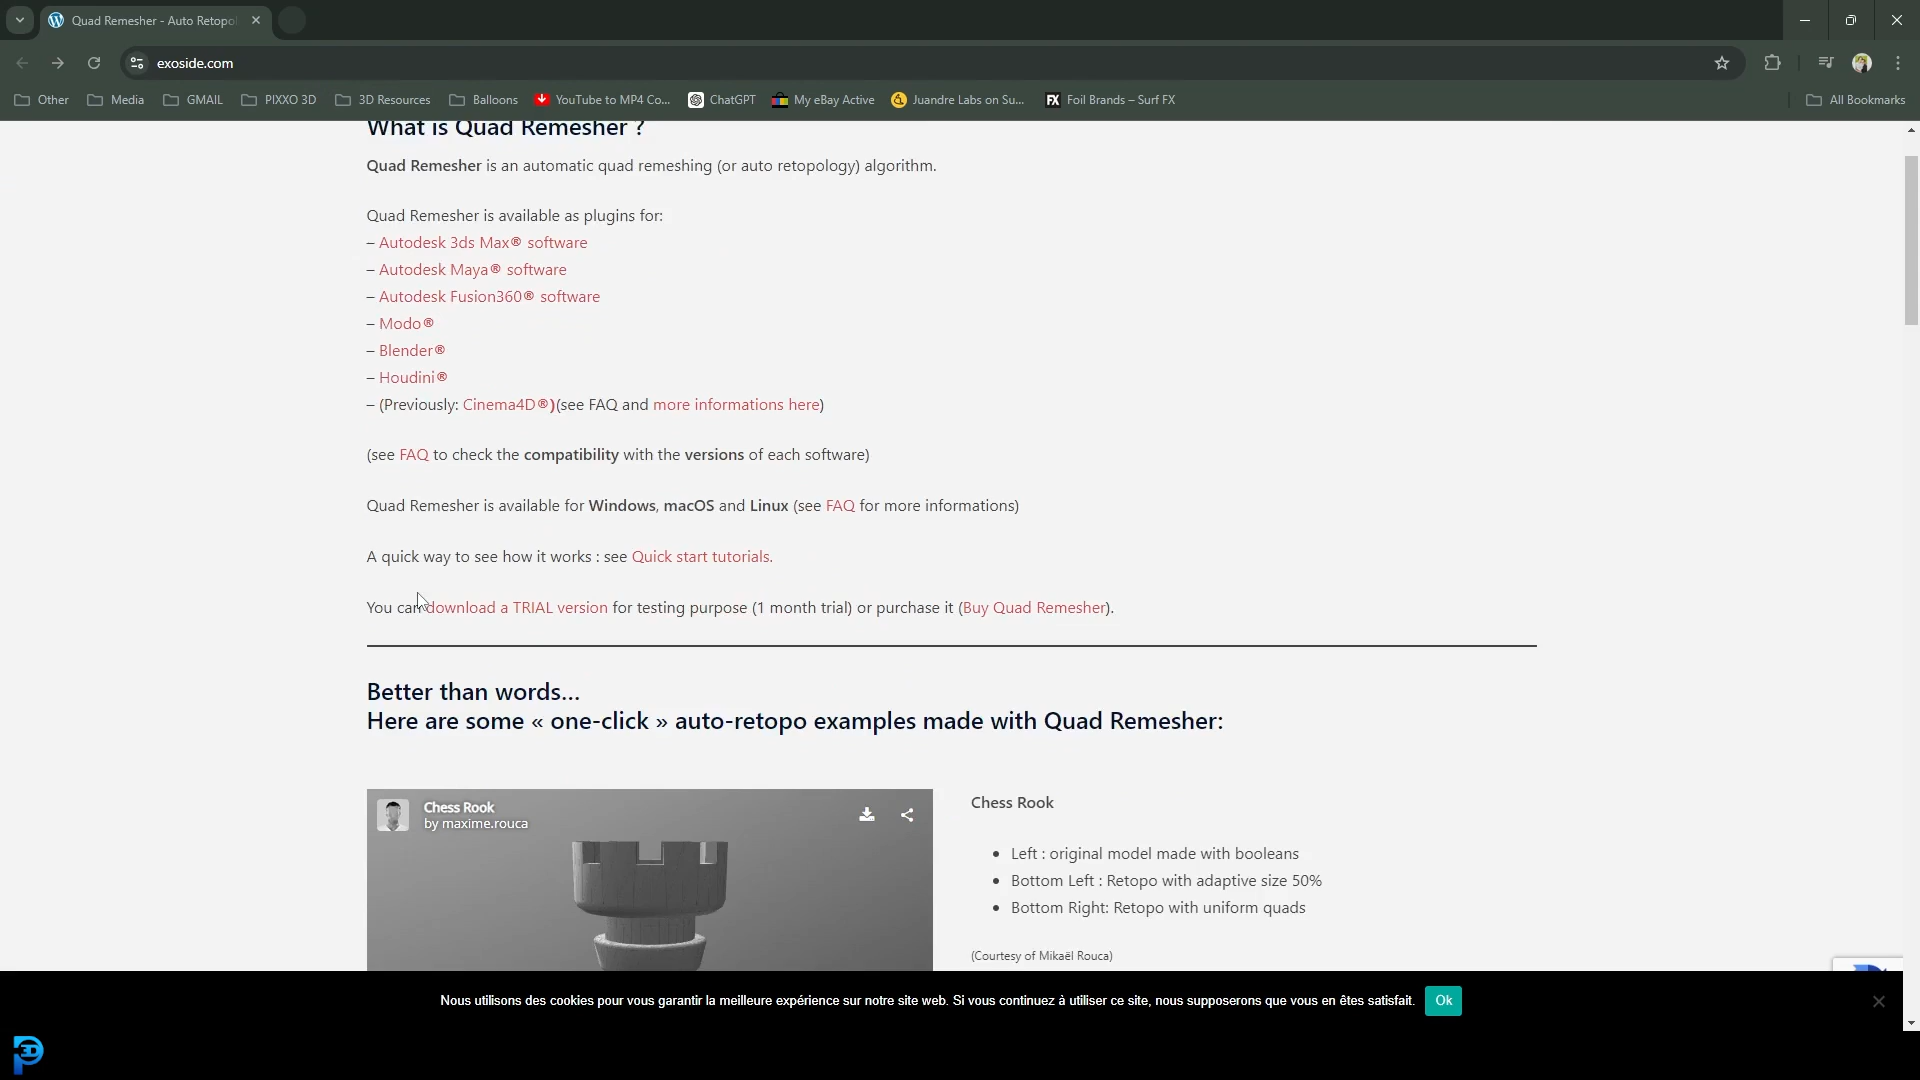 Quad Remesher - Auto Retopol
exoside.com
Other
Media
GMAIL
PIXXO 3D
3D Resources
Balloons
YouTube to MP4 Co...
ChatGPT
My eBay Active
Juandre Labs on Su...
Foil Brands – Surf FX
All Bookmarks
What is Quad Remesher ?
Quad Remesher is an automatic quad remeshing (or auto retopology) algorithm.
Quad Remesher is available as plugins for:
– Autodesk 3ds Max® software
– Autodesk Maya® software
– Autodesk Fusion360® software
– Modo®
– Blender®
– Houdini®
– (Previously: Cinema4D®)(see FAQ and more informations here)
(see FAQ to check the compatibility with the versions of each software)
Quad Remesher is available for Windows, macOS and Linux (see FAQ for more informations)
A quick way to see how it works : see Quick start tutorials.
You can download a TRIAL version for testing purpose (1 month trial) or purchase it (Buy Quad Remesher).
Better than words...
Here are some « one-click » auto-retopo examples made with Quad Remesher:
Chess Rook
by maxime.rouca
Chess Rook
• Left : original model made with booleans
• Bottom Left : Retopo with adaptive size 50%
• Bottom Right: Retopo with uniform quads
(Courtesy of Mikaël Rouca)
Nous utilisons des cookies pour vous garantir la meilleure expérience sur notre site web. Si vous continuez à utiliser ce site, nous supposerons que vous en êtes satisfait.
Ok
3D